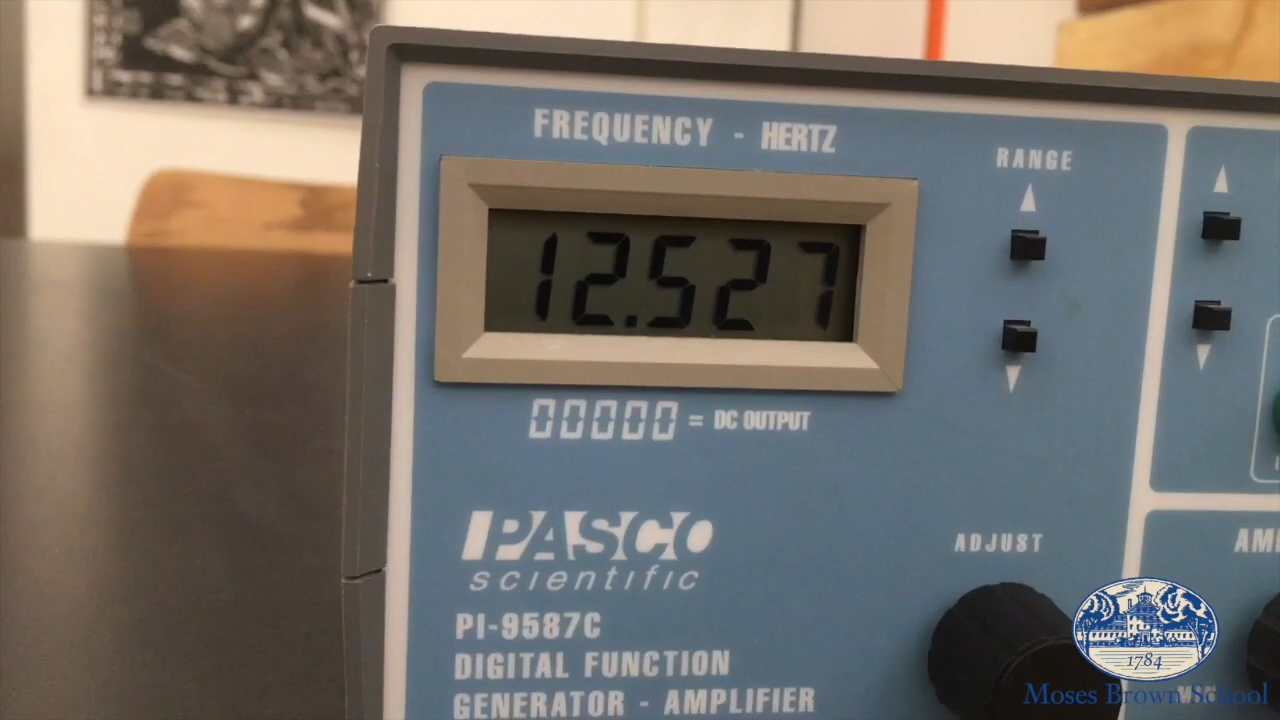 FREQUENCY - HERTZ
RANGE
12.527
00000 = DC OUTPUT
PASCO
scientific
ADJUST
PI-9587C
DIGITAL FUNCTION
GENERATOR - AMPLIFIER
1784
Moses Brown School